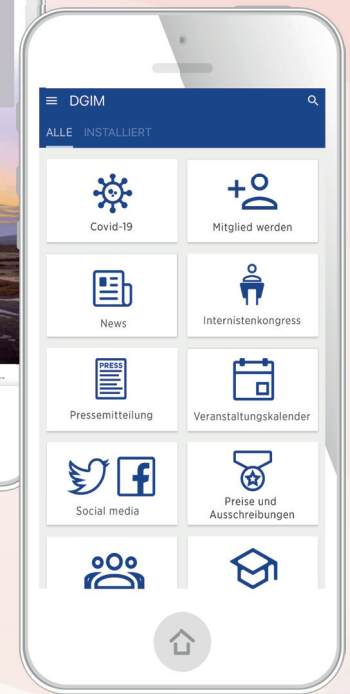 DGIM
ALLE INSTALLIERT
Covid-19
Mitglied werden
News
Internistenkongress
PRESS
Pressemitteilung
Veranstaltungskalender
Social media
Preise und
Ausschreibungen